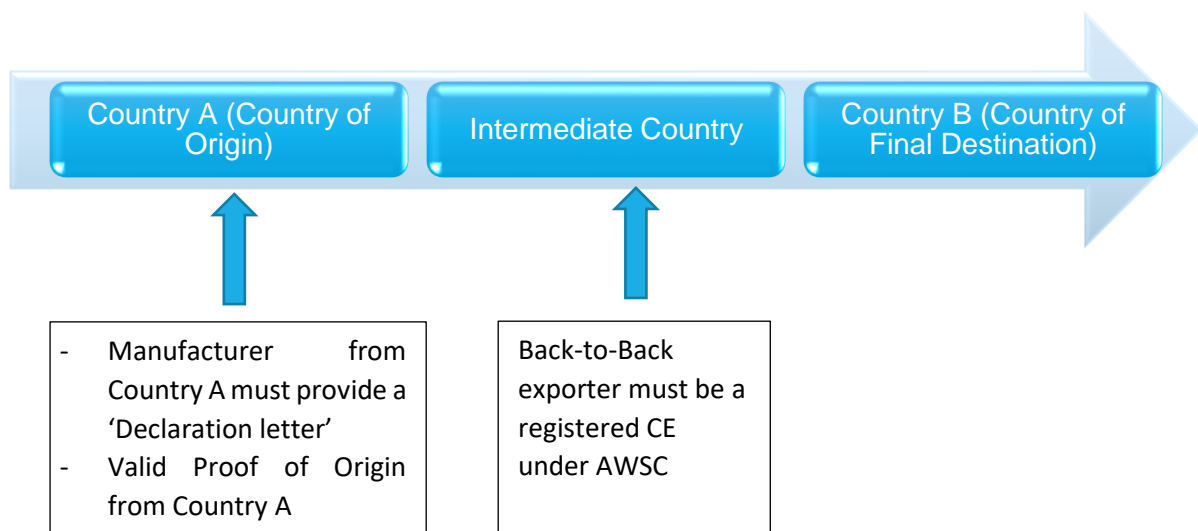 Country A (Country of
Origin)
Intermediate Country
Country B (Country of
Final Destination)
- Manufacturer from
Country A must provide a
‘Declaration letter’
- Valid Proof of Origin
from Country A
Back-to-Back
exporter must be a
registered CE
under AWSC